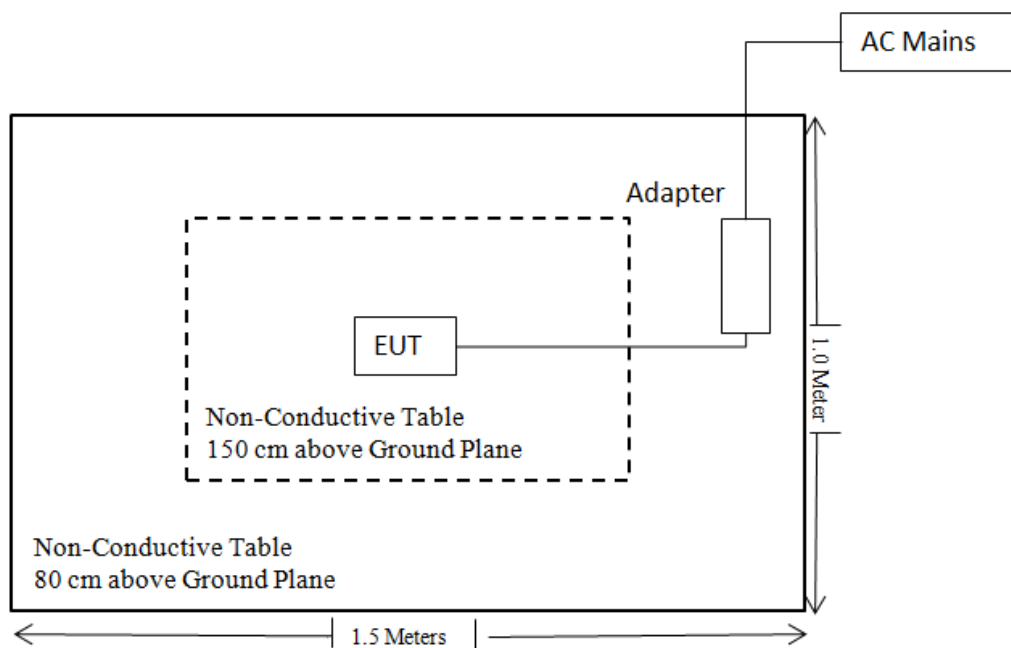 AC Mains
Adapter
EUT
1.0 Meter
Non-Conductive Table
150 cm above Ground Plane
Non-Conductive Table
80 cm above Ground Plane
1.5 Meters